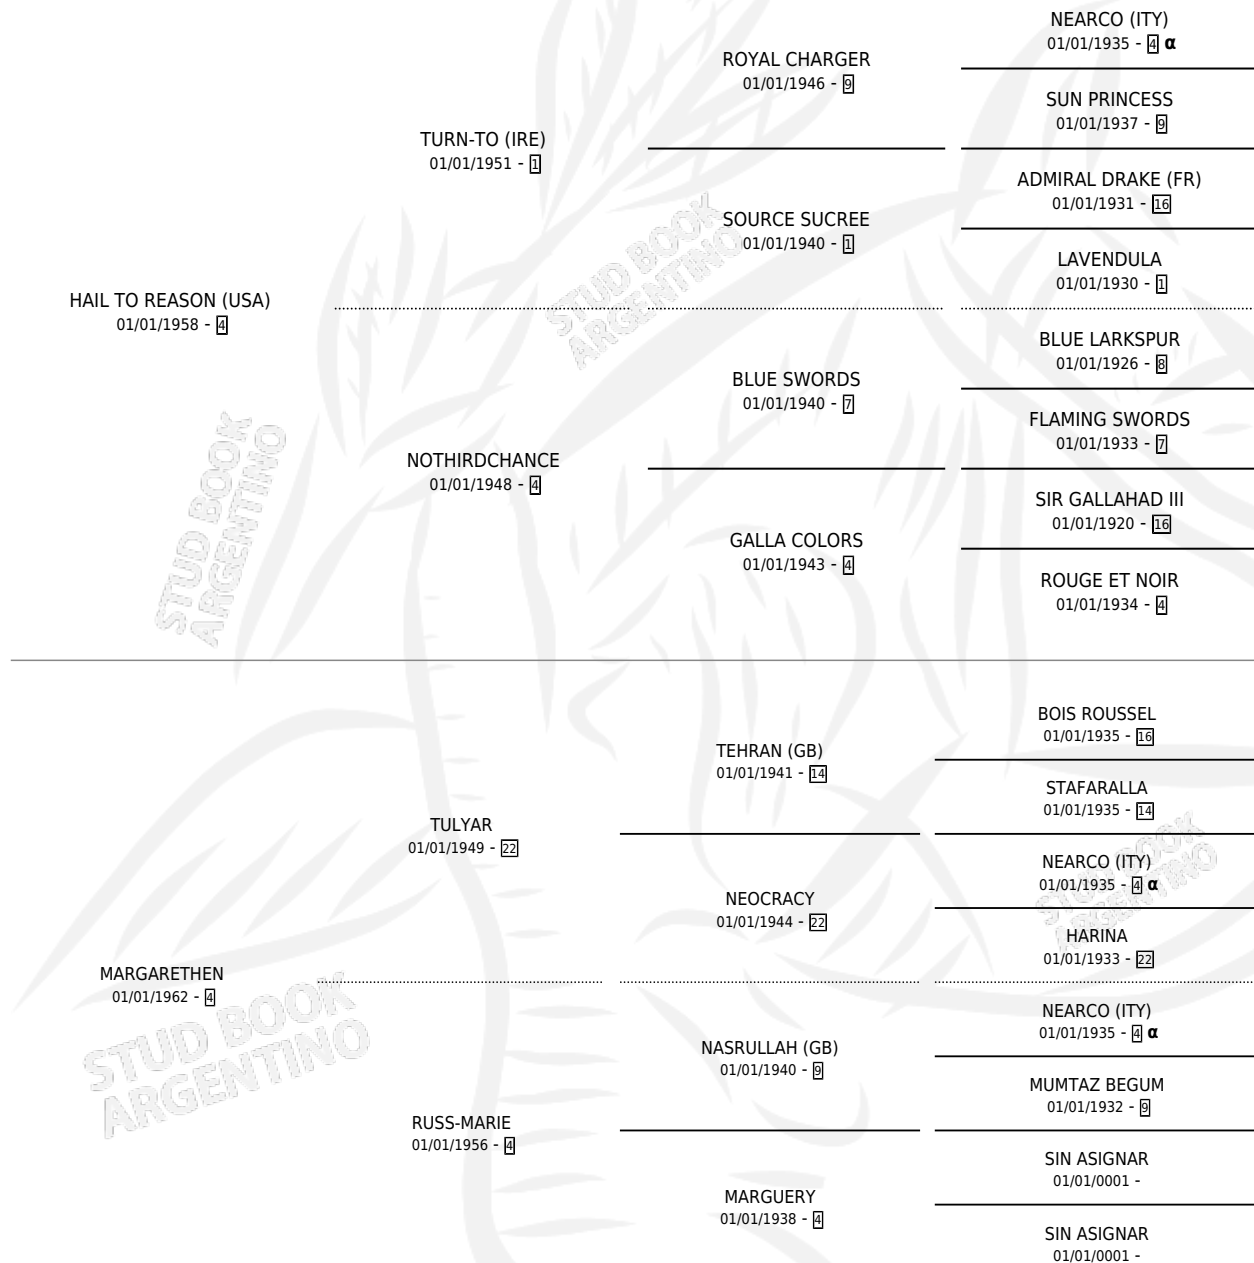 NEARCO (ITY)
01/01/1935 - 4 α
ROYAL CHARGER
01/01/1946 - 9
SUN PRINCESS
01/01/1937 - 9
TURN-TO (IRE)
01/01/1951 - 1
ADMIRAL DRAKE (FR)
01/01/1931 - 16
SOURCE SUCREE
01/01/1940 - 1
LAVENDULA
01/01/1930 - 1
HAIL TO REASON (USA)
01/01/1958 - 4
BLUE LARKSPUR
01/01/1926 - 8
BLUE SWORDS
01/01/1940 - 7
FLAMING SWORDS
01/01/1933 - 7
NOTHIRDCHANCE
01/01/1948 - 4
SIR GALLAHAD III
01/01/1920 - 16
GALLA COLORS
01/01/1943 - 4
ROUGE ET NOIR
01/01/1934 - 4
BOIS ROUSSEL
01/01/1935 - 16
TEHRAN (GB)
01/01/1941 - 14
STAFARALLA
01/01/1935 - 14
TULYAR
01/01/1949 - 22
NEARCO (ITY)
01/01/1935 - 4 α
NEOCRACY
01/01/1944 - 22
HARINA
01/01/1933 - 22
MARGARETHEN
01/01/1962 - 4
NEARCO (ITY)
01/01/1935 - 4 α
NASRULLAH (GB)
01/01/1940 - 9
MUMTAZ BEGUM
01/01/1932 - 9
RUSS-MARIE
01/01/1956 - 4
SIN ASIGNAR
01/01/0001 -
MARGUERY
01/01/1938 - 4
SIN ASIGNAR
01/01/0001 -
STUD BOOK
ARGENTINO
STUD BOOK
ARGENTINO
STUD BOOK
ARGENTINO
STUD BOOK
ARGENTINO